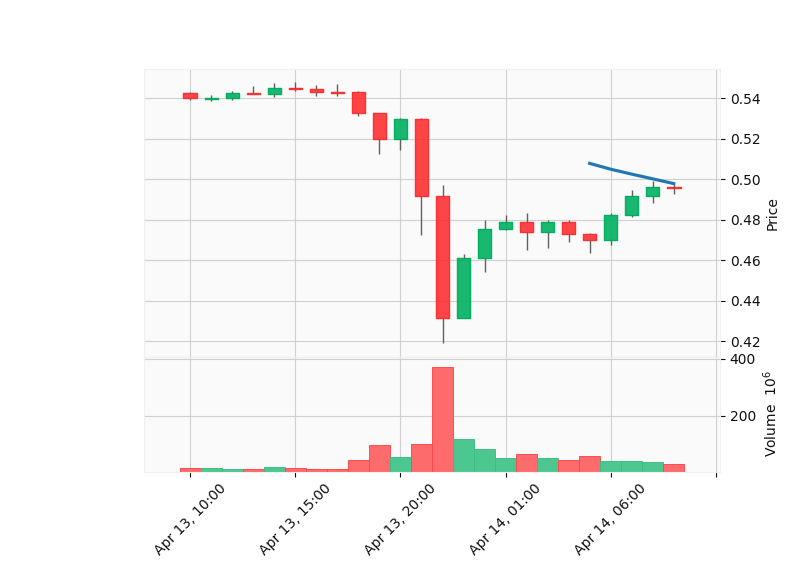 0.54
0.52
0.50
0.48
0.46
0.44
0.42
Price
400
200
Volume 10^6
Apr 13, 10:00
Apr 13, 15:00
Apr 13, 20:00
Apr 14, 01:00
Apr 14, 06:00